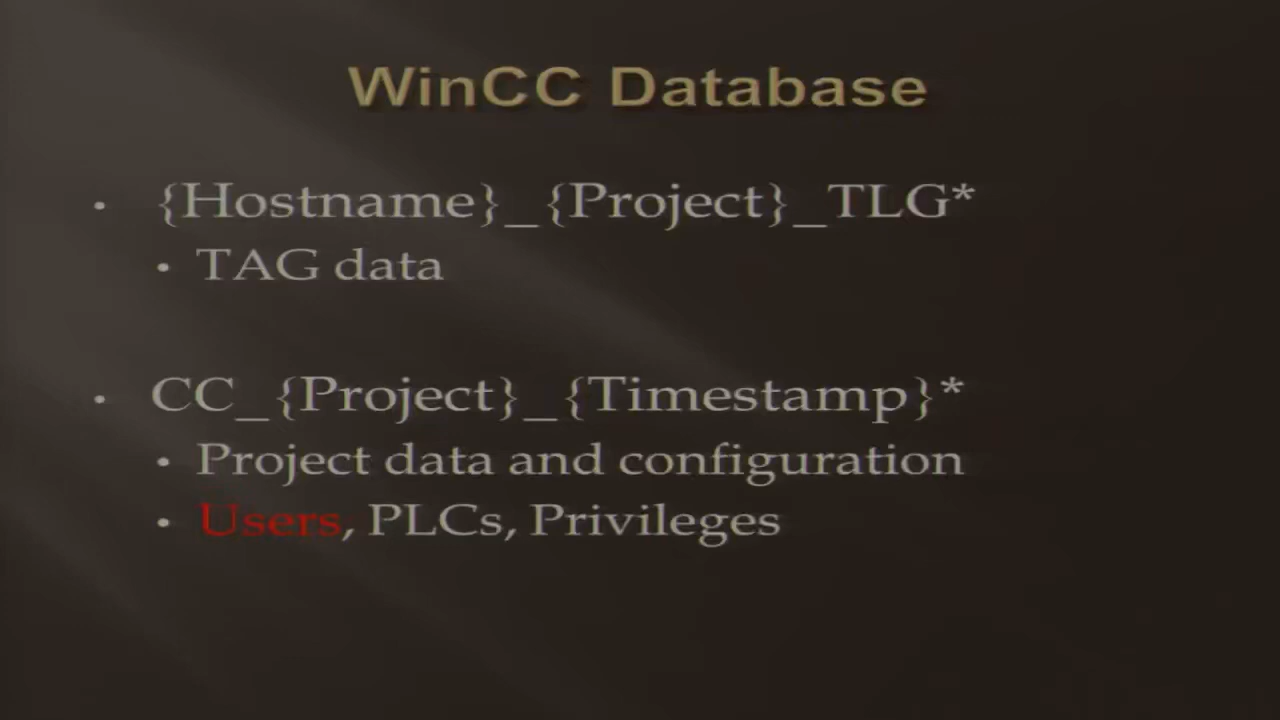 WinCC Database
• {Hostname}_{Project}_TLG*
• TAG data
• CC_{Project}_{Timestamp}*
• Project data and configuration
• Users, PLCs, Privileges